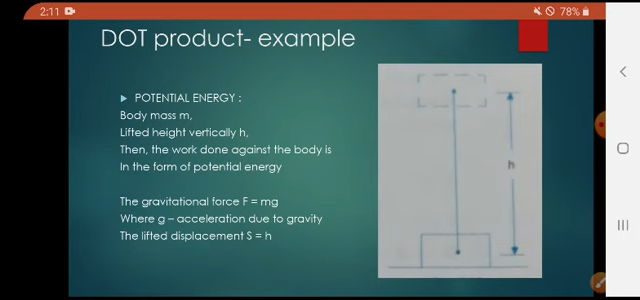 2:11
78%
DOT product- example
POTENTIAL ENERGY :
Body mass m,
Lifted height vertically h,
Then, the work done against the body is
In the form of potential energy
The gravitational force F = mg
Where g – acceleration due to gravity
The lifted displacement S = h
h